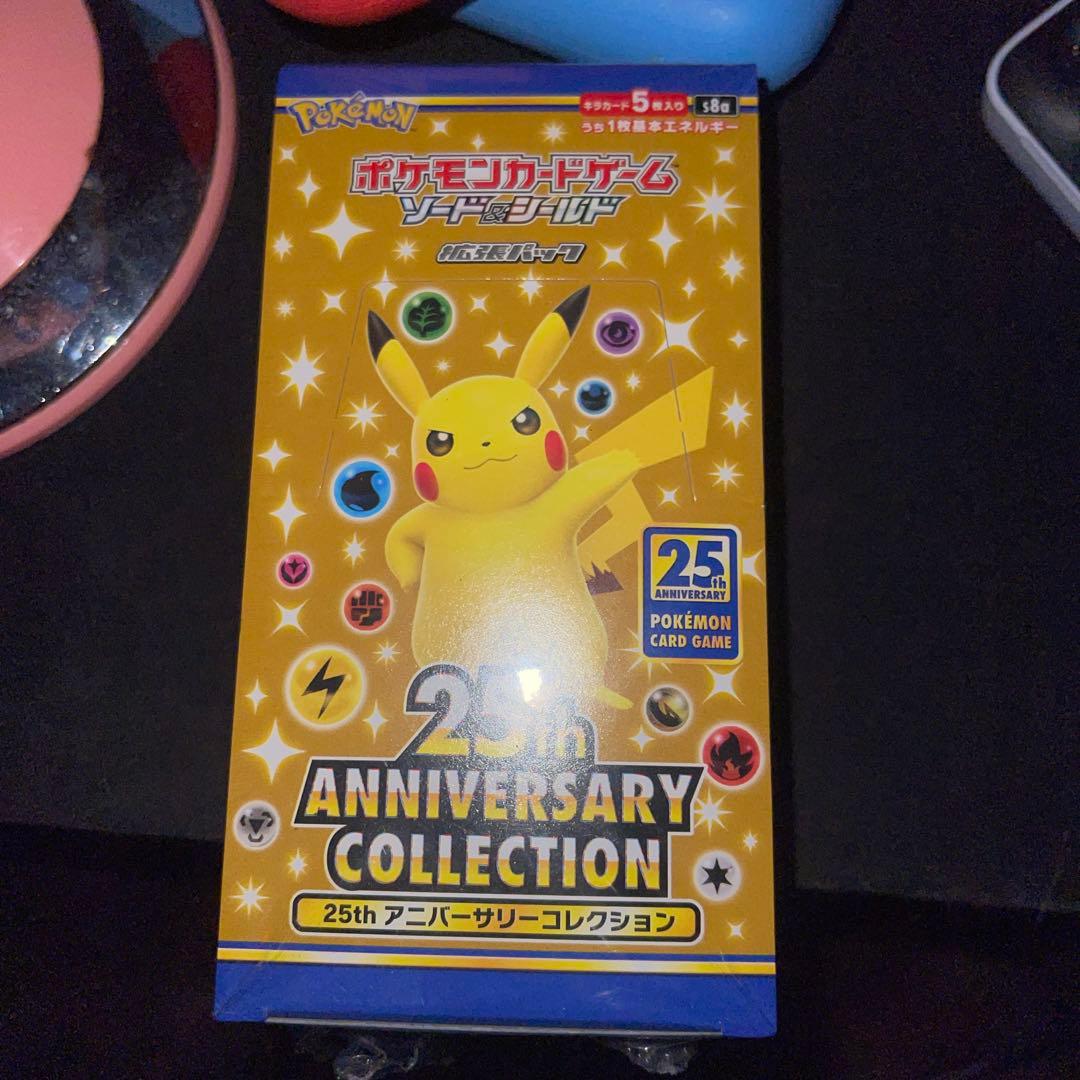 Pokémon
キラカード5枚入り s8a
うち1枚基本エネルギー
ポケモンカードゲーム
ソード&シールド
拡張パック
25th
ANNIVERSARY
POKÉMON
CARD GAME
25th
ANNIVERSARY
COLLECTION
25th アニバーサリーコレクション